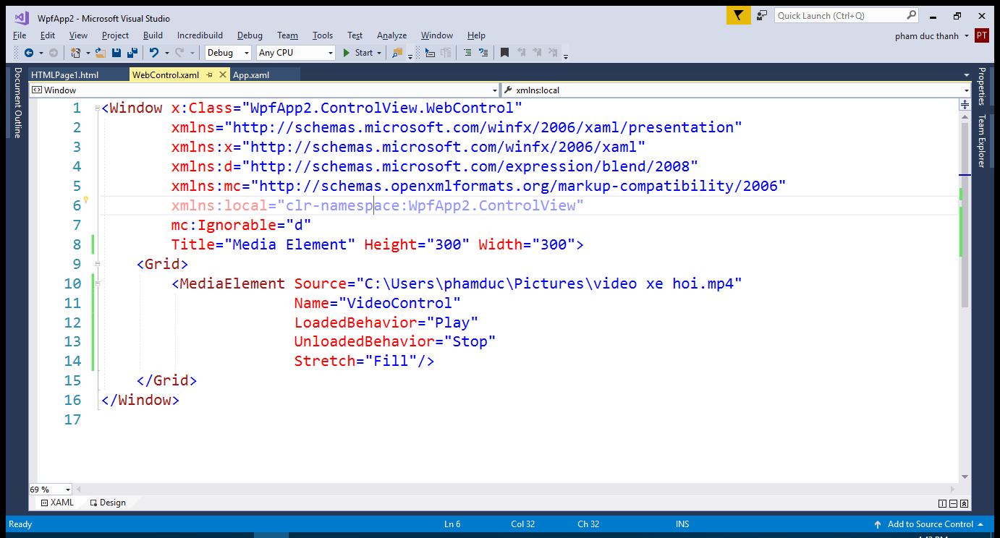 WpfApp2 - Microsoft Visual Studio
Quick Launch (Ctrl+Q)
File Edit View Project Build Incredibuild Debug Team Tools Test Analyze Window Help
pham duc thanh PT
Debug Any CPU Start
Document Outline
HTMLPage1.html WebControl.xaml App.xaml
Properties
Team Explorer
Window xmlns:local
1 <Window x:Class="WpfApp2.ControlView.WebControl"
2 xmlns="http://schemas.microsoft.com/winfx/2006/xaml/presentation"
3 xmlns:x="http://schemas.microsoft.com/winfx/2006/xaml"
4 xmlns:d="http://schemas.microsoft.com/expression/blend/2008"
5 xmlns:mc="http://schemas.openxmlformats.org/markup-compatibility/2006"
6 xmlns:local="clr-namespace:WpfApp2.ControlView"
7 mc:Ignorable="d"
8 Title="Media Element" Height="300" Width="300">
9 <Grid>
10 <MediaElement Source="C:\Users\phamduc\Pictures\video xe hoi.mp4"
11 Name="VideoControl"
12 LoadedBehavior="Play"
13 UnloadedBehavior="Stop"
14 Stretch="Fill"/>
15 </Grid>
16 </Window>
17
69 %
XAML Design
Ready Ln 6 Col 32 Ch 32 INS Add to Source Control